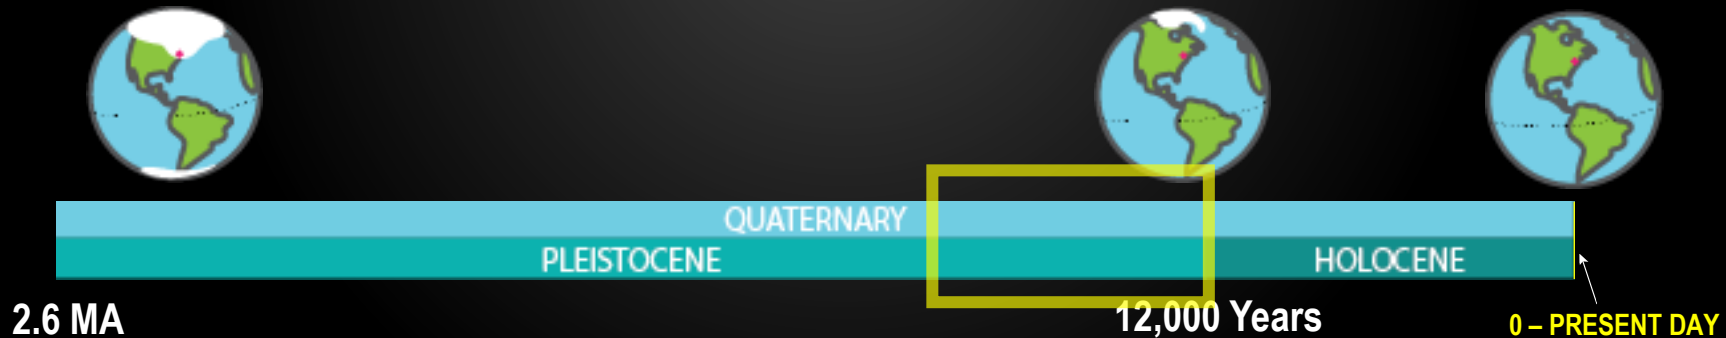 QUATERNARY
PLEISTOCENE HOLOCENE
2.6 MA 12,000 Years 0 – PRESENT DAY